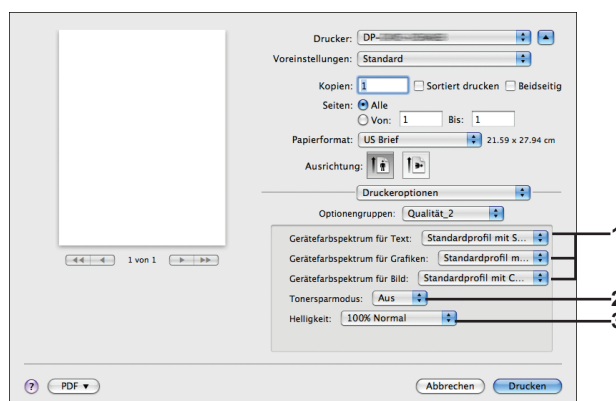 Drucker: DP-
Voreinstellungen: Standard
Kopien: 1 Sortiert drucken Beidseitig
Seiten: Alle
Von: 1 Bis: 1
Papierformat: US Brief 21.59 x 27.94 cm
Ausrichtung:
Druckeroptionen
Optionengruppen: Qualität_2
Gerätefarbspektrum für Text: Standardprofil mit S... 1
1 von 1
Gerätefarbspektrum für Grafiken: Standardprofil m...
Gerätefarbspektrum für Bild: Standardprofil mit C...
Tonersparmodus: Aus 2
Helligkeit: 100% Normal 3
? PDF ▼ Abbrechen Drucken